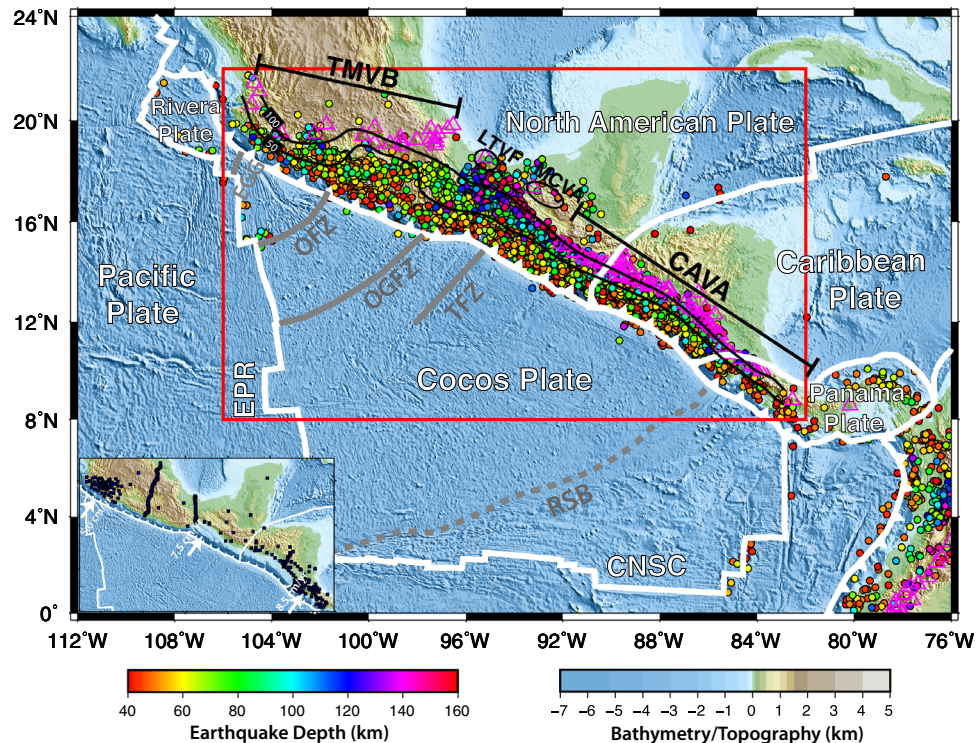 24˚N
20˚N
16˚N
12˚N
8˚N
4˚N
0˚
TMVB
Rivera
Plate
100
50
North American Plate
LTVF
MCVA
EGG
OFZ
OGFZ
TFZ
CAVA
Pacific
Plate
Caribbean
Plate
EPR
Cocos Plate
Panama
Plate
RSB
CNSC
112˚W
108˚W
104˚W
100˚W
96˚W
92˚W
88˚W
84˚W
80˚W
76˚W
40 60 80 100 120 140 160
Earthquake Depth (km)
−7 −6 −5 −4 −3 −2 −1 0 1 2 3 4 5
Bathymetry/Topography (km)